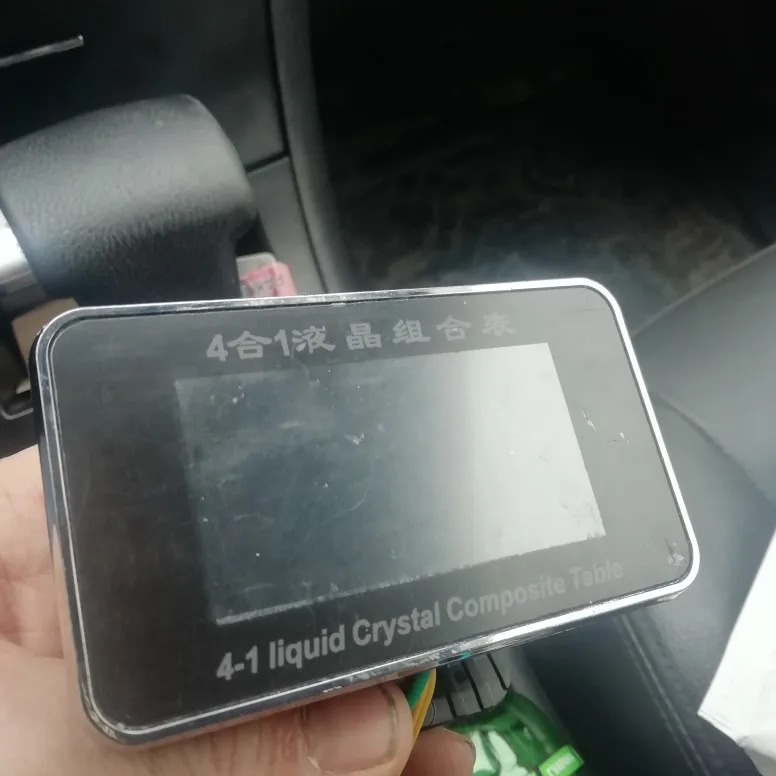 4合1液晶组合表
4-1 liquid Crystal Composite Table